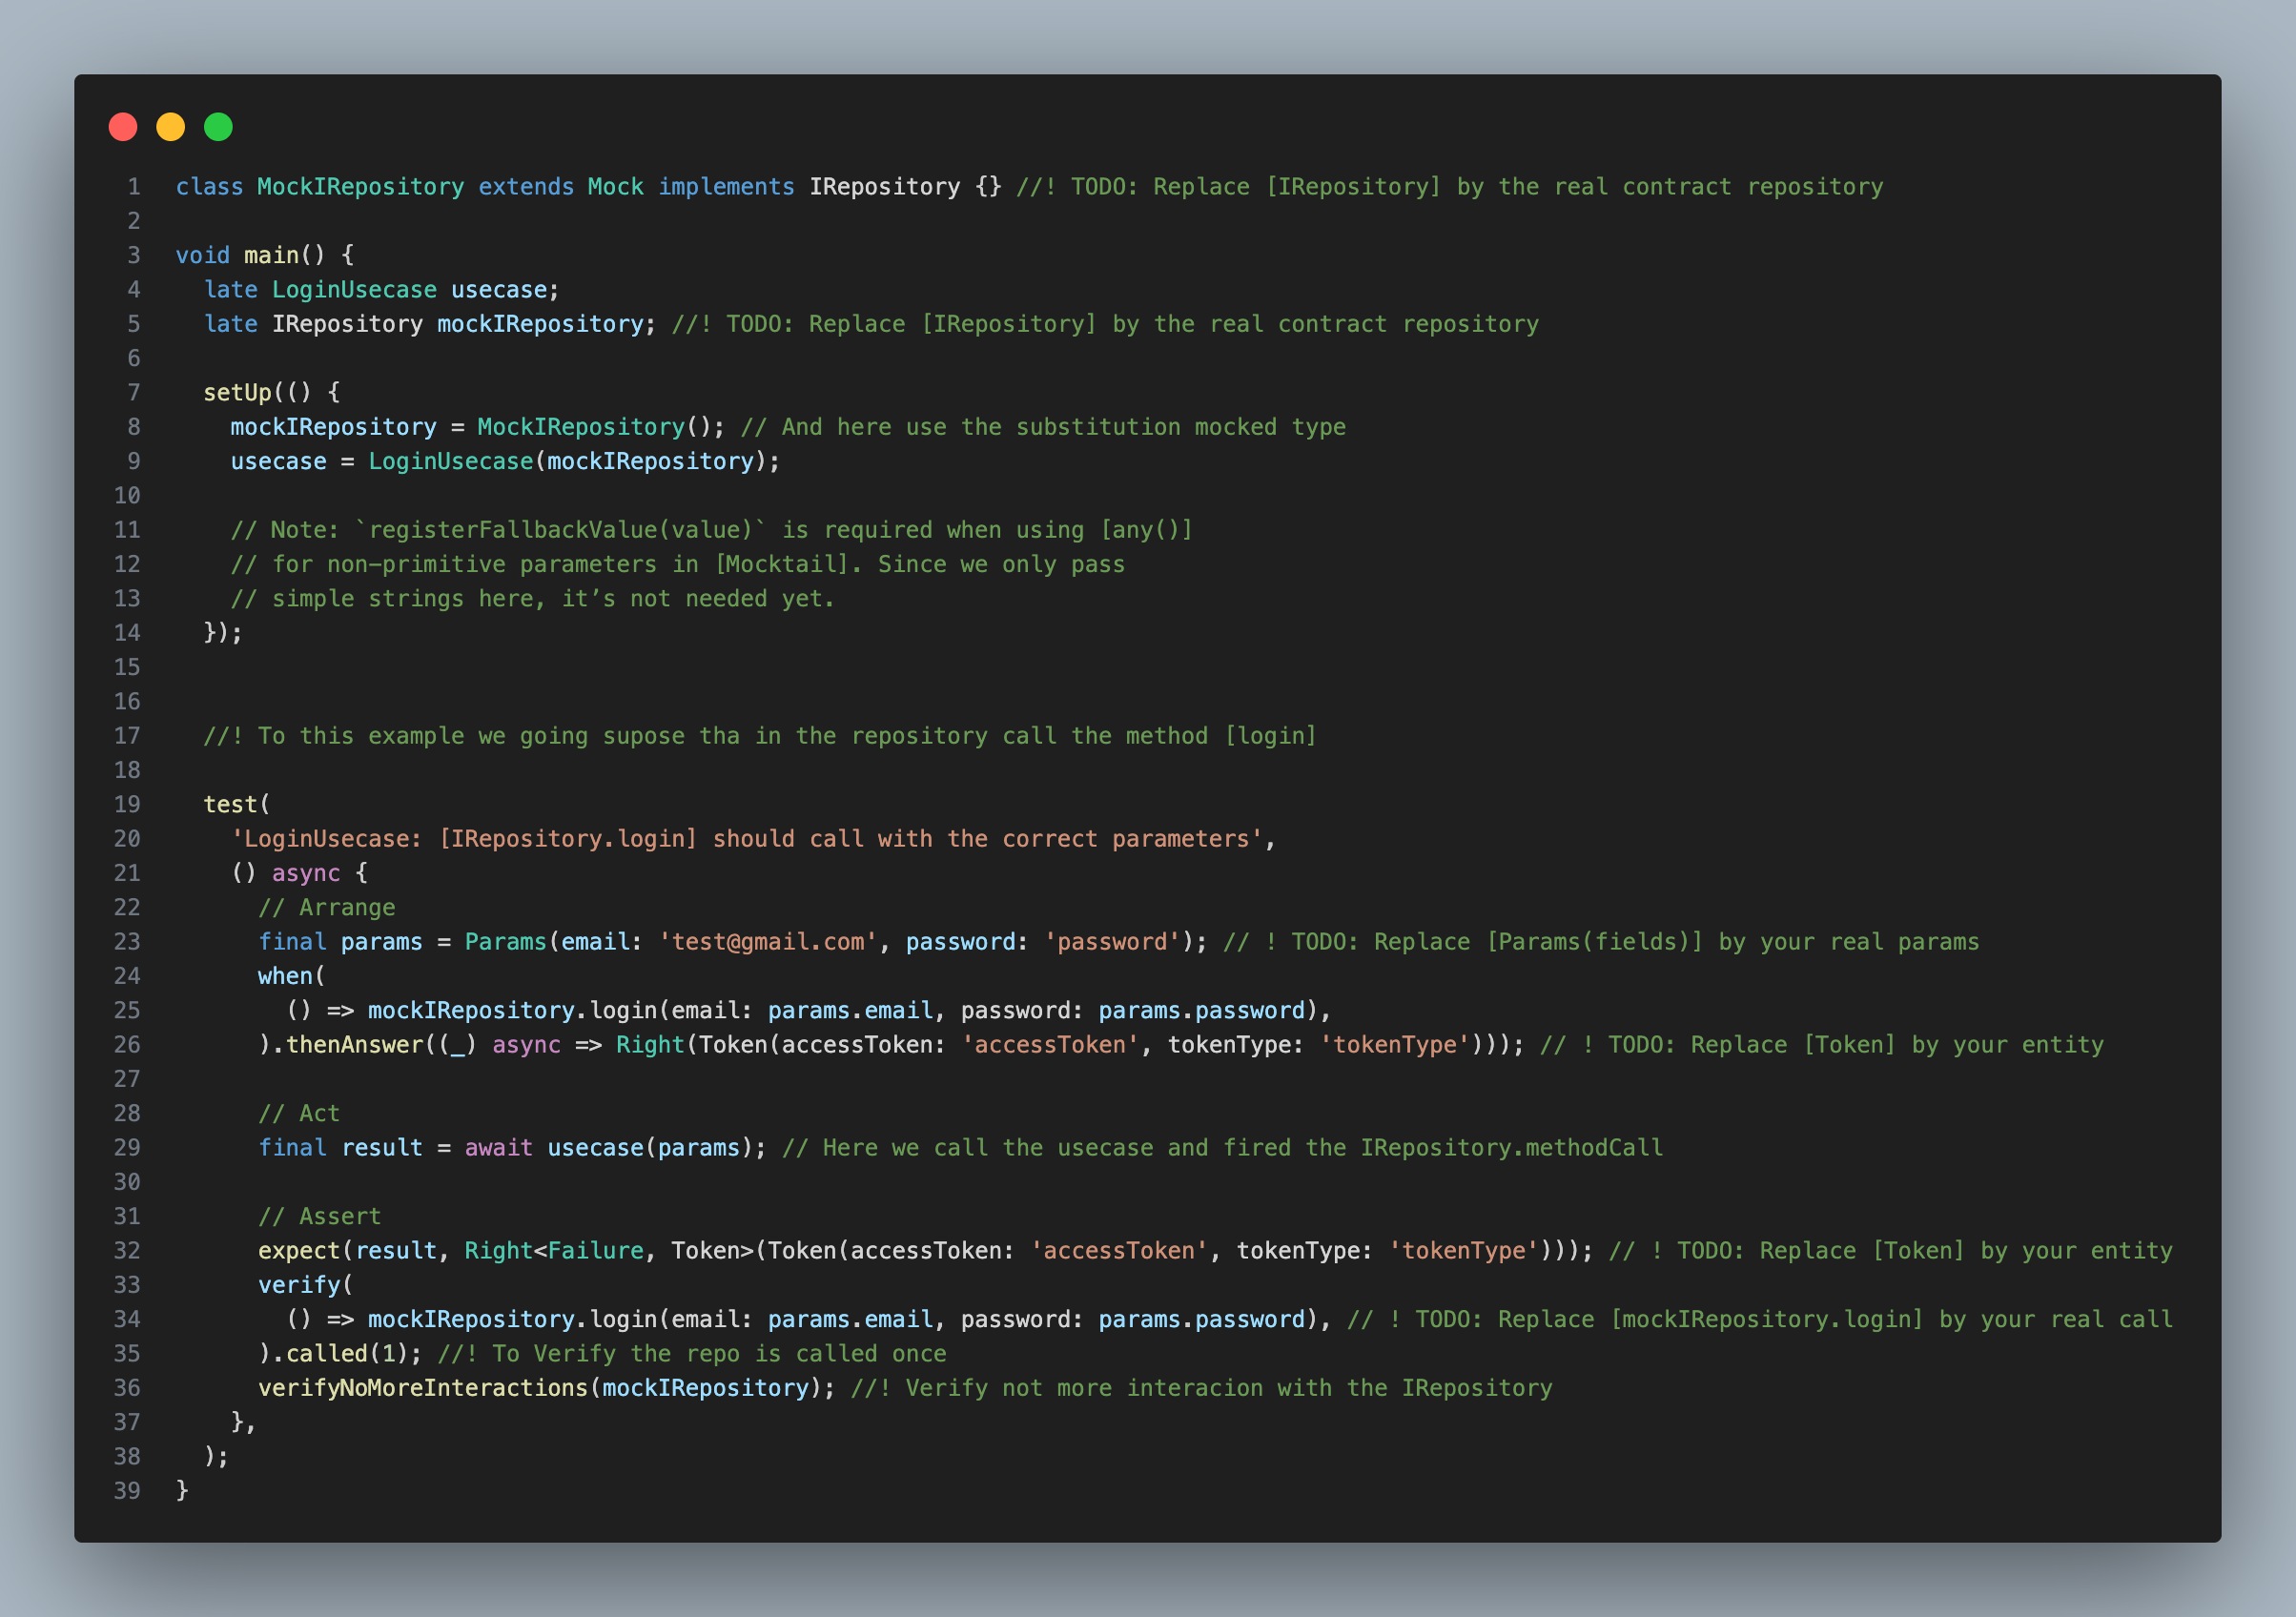 1 class MockIRepository extends Mock implements IRepository {} //! TODO: Replace [IRepository] by the real contract repository
2
3 void main() {
4   late LoginUsecase usecase;
5   late IRepository mockIRepository; //! TODO: Replace [IRepository] by the real contract repository
6
7   setUp(() {
8     mockIRepository = MockIRepository(); // And here use the substitution mocked type
9     usecase = LoginUsecase(mockIRepository);
10
11     // Note: `registerFallbackValue(value)` is required when using [any()]
12     // for non-primitive parameters in [Mocktail]. Since we only pass
13     // simple strings here, it’s not needed yet.
14   });
15
16
17   //! To this example we going supose tha in the repository call the method [login]
18
19   test(
20     'LoginUsecase: [IRepository.login] should call with the correct parameters',
21     () async {
22       // Arrange
23       final params = Params(email: 'test@gmail.com', password: 'password'); // ! TODO: Replace [Params(fields)] by your real params
24       when(
25         () => mockIRepository.login(email: params.email, password: params.password),
26       ).thenAnswer((_) async => Right(Token(accessToken: 'accessToken', tokenType: 'tokenType'))); // ! TODO: Replace [Token] by your entity
27
28       // Act
29       final result = await usecase(params); // Here we call the usecase and fired the IRepository.methodCall
30
31       // Assert
32       expect(result, Right<Failure, Token>(Token(accessToken: 'accessToken', tokenType: 'tokenType'))); // ! TODO: Replace [Token] by your entity
33       verify(
34         () => mockIRepository.login(email: params.email, password: params.password), // ! TODO: Replace [mockIRepository.login] by your real call
35       ).called(1); //! To Verify the repo is called once
36       verifyNoMoreInteractions(mockIRepository); //! Verify not more interacion with the IRepository
37     },
38   );
39 }